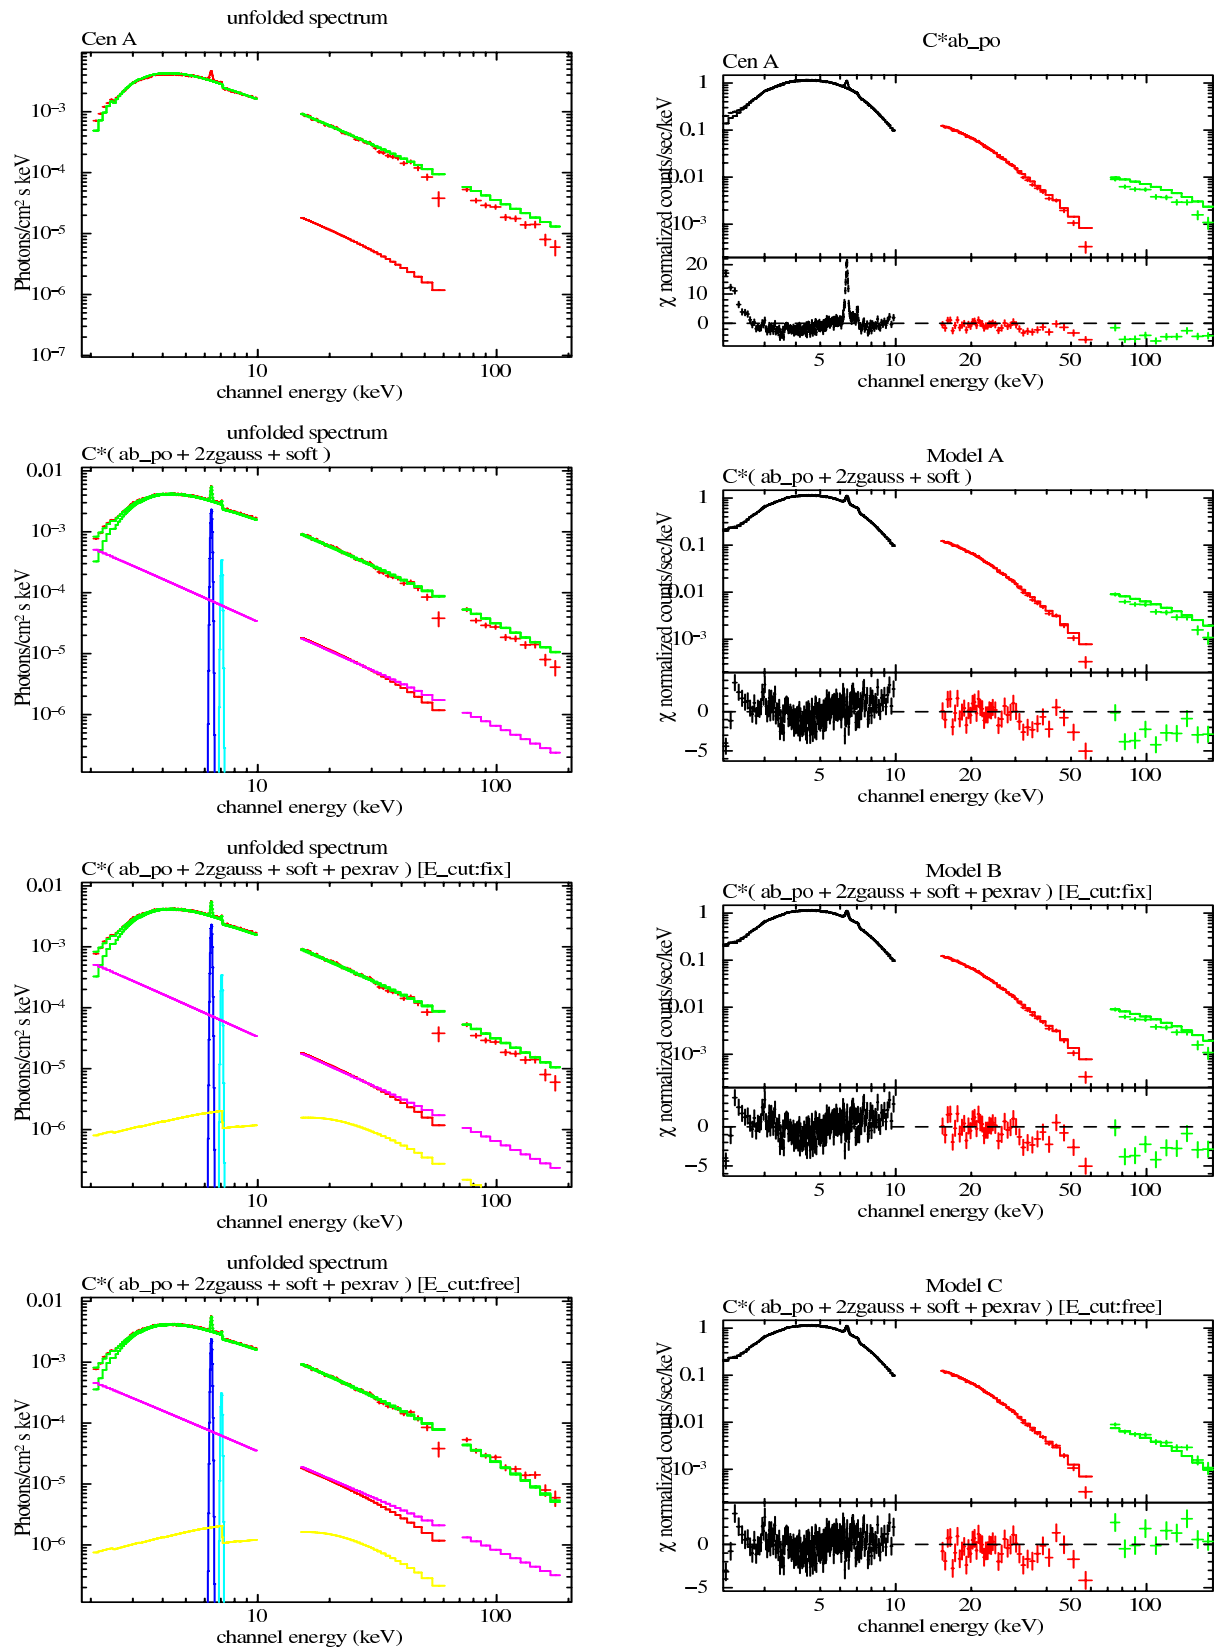 unfolded spectrum
Cen A
10⁻³
10⁻⁴
10⁻⁵
10⁻⁶
10⁻⁷
Photons/cm² s keV
10 100
channel energy (keV)
C*ab_po
Cen A
1
0.1
0.01
10⁻³
20
10
0
χ normalized counts/sec/keV
5 10 20 50 100
channel energy (keV)
unfolded spectrum
C*( ab_po + 2zgauss + soft )
0.01
10⁻³
10⁻⁴
10⁻⁵
10⁻⁶
Photons/cm² s keV
10 100
channel energy (keV)
Model A
C*( ab_po + 2zgauss + soft )
1
0.1
0.01
10⁻³
0
−5
χ normalized counts/sec/keV
5 10 20 50 100
channel energy (keV)
unfolded spectrum
C*( ab_po + 2zgauss + soft + pexrav ) [E_cut:fix]
0.01
10⁻³
10⁻⁴
10⁻⁵
10⁻⁶
Photons/cm² s keV
10 100
channel energy (keV)
Model B
C*( ab_po + 2zgauss + soft + pexrav ) [E_cut:fix]
1
0.1
0.01
10⁻³
0
−5
χ normalized counts/sec/keV
5 10 20 50 100
channel energy (keV)
unfolded spectrum
C*( ab_po + 2zgauss + soft + pexrav ) [E_cut:free]
0.01
10⁻³
10⁻⁴
10⁻⁵
10⁻⁶
Photons/cm² s keV
10 100
channel energy (keV)
Model C
C*( ab_po + 2zgauss + soft + pexrav ) [E_cut:free]
1
0.1
0.01
10⁻³
0
−5
χ normalized counts/sec/keV
5 10 20 50 100
channel energy (keV)